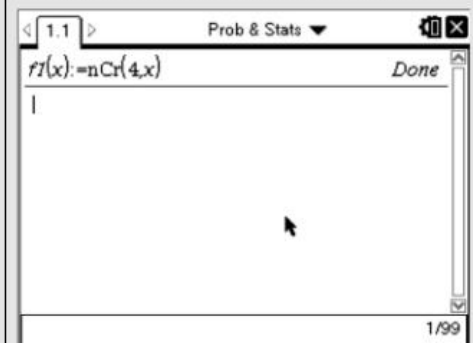 1.1 Prob & Stats
f1(x):=nCr(4,x) Done
1/99